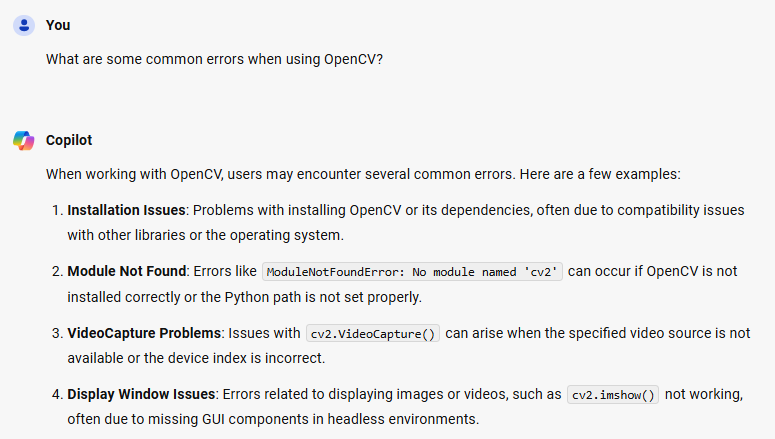 You
What are some common errors when using OpenCV?
Copilot
When working with OpenCV, users may encounter several common errors. Here are a few examples:
1. Installation Issues: Problems with installing OpenCV or its dependencies, often due to compatibility issues
with other libraries or the operating system.
2. Module Not Found: Errors like ModuleNotFoundError: No module named 'cv2' can occur if OpenCV is not
installed correctly or the Python path is not set properly.
3. VideoCapture Problems: Issues with cv2.VideoCapture() can arise when the specified video source is not
available or the device index is incorrect.
4. Display Window Issues: Errors related to displaying images or videos, such as cv2.imshow() not working,
often due to missing GUI components in headless environments.